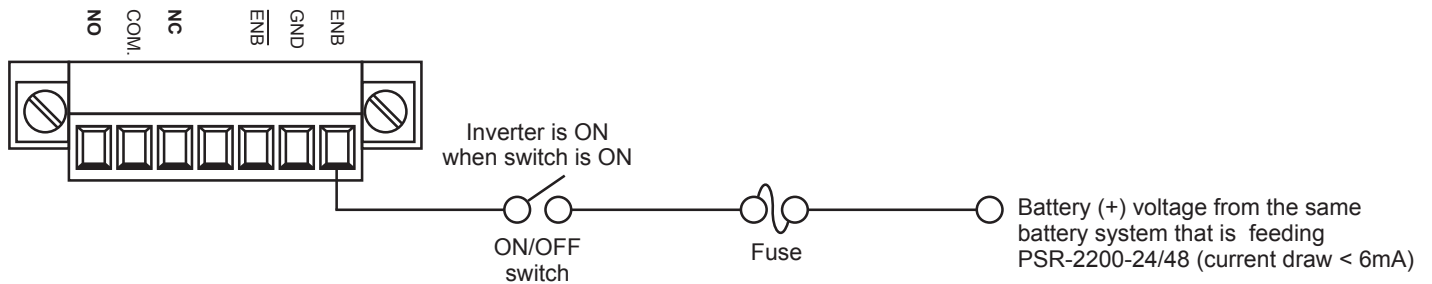 NO
COM.
NC
ENB
GND
ENB
Inverter is ON
when switch is ON
ON/OFF
switch
Fuse
Battery (+) voltage from the same
battery system that is feeding
PSR-2200-24/48 (current draw < 6mA)